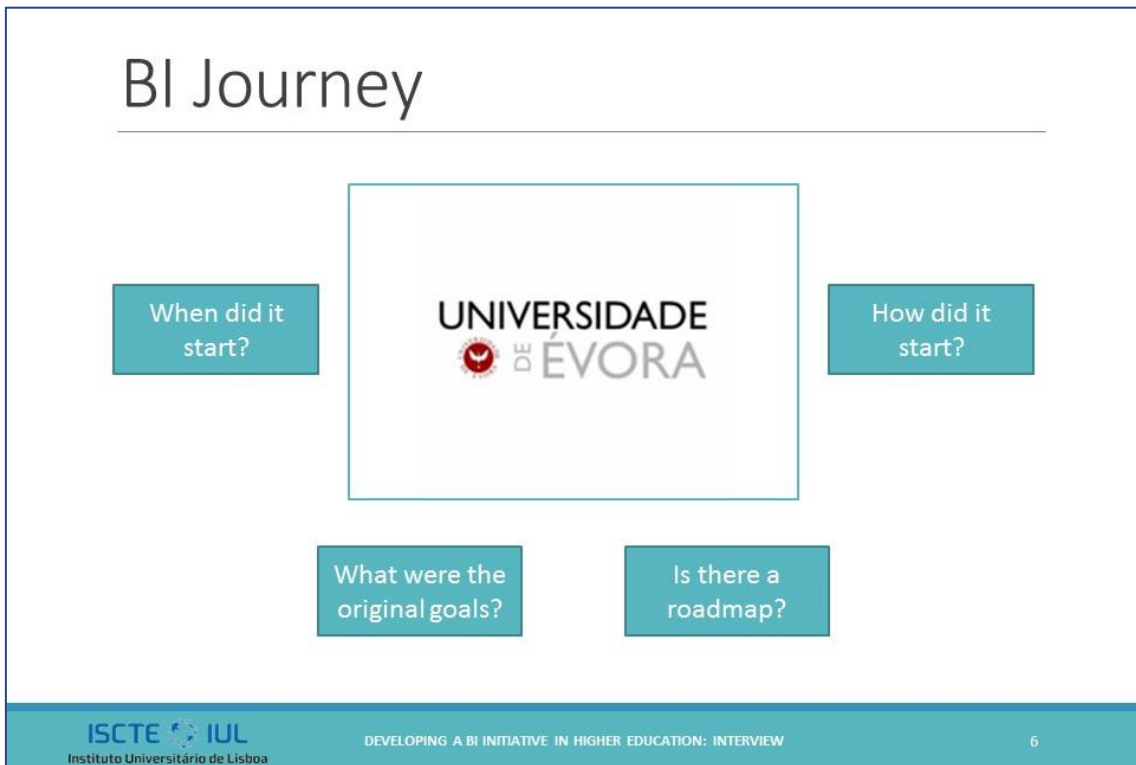 BI Journey
When did it
start?
UNIVERSIDADE
DE ÉVORA
How did it
start?
What were the
original goals?
Is there a
roadmap?
ISCTE IUL
Instituto Universitário de Lisboa
DEVELOPING A BI INITIATIVE IN HIGHER EDUCATION: INTERVIEW
6